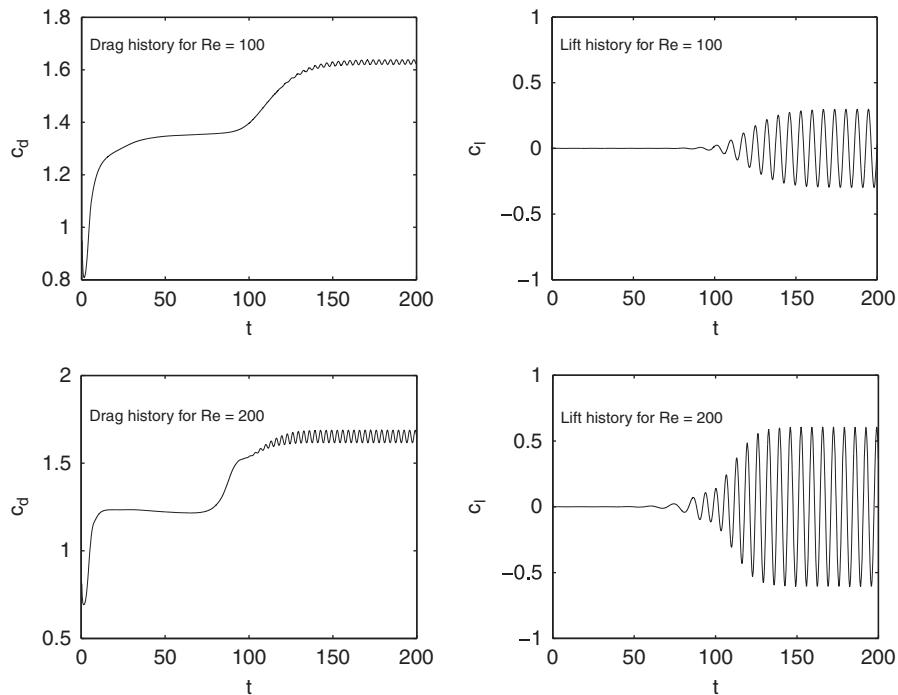 1.8
Drag history for Re = 100
1.6
1.4
c_d
1.2
1
0.8
0 50 100 150 200
t
1
Lift history for Re = 100
0.5
c_l
0
−0.5
−1
0 50 100 150 200
t
2
Drag history for Re = 200
1.5
c_d
1
0.5
0 50 100 150 200
t
1
Lift history for Re = 200
0.5
c_l
0
−0.5
−1
0 50 100 150 200
t